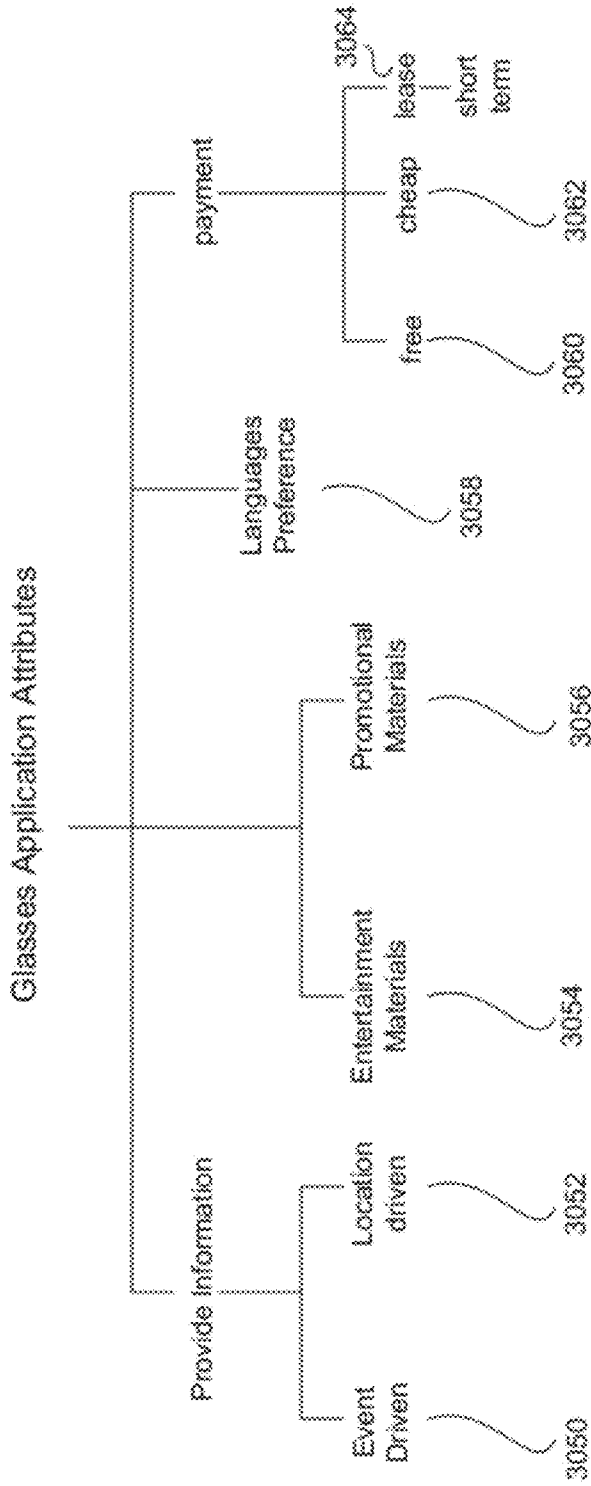 Glasses Application Attributes
Provide Information
payment
Languages
Preference
Event
Driven
Location
driven
Entertainment
Materials
Promotional
Materials
free
cheap
lease
3064
short
term
3050
3052
3054
3056
3058
3060
3062